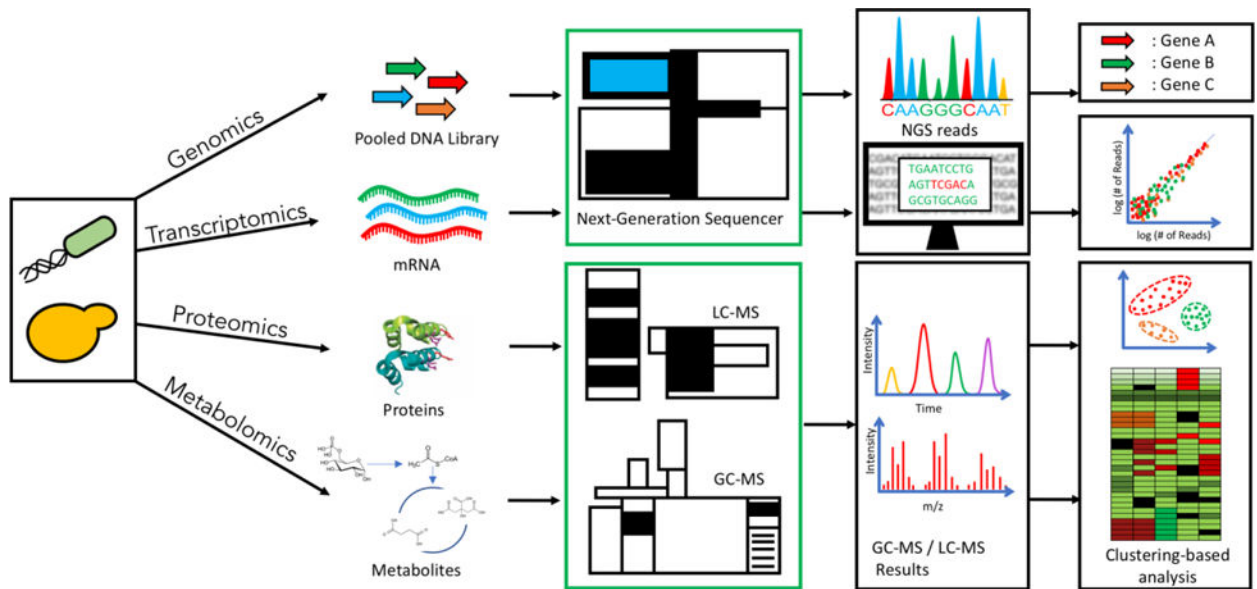 Genomics
Transcriptomics
Proteomics
Metabolomics
Pooled DNA Library
mRNA
Proteins
H₃C
S
CoA
Metabolites
Next-Generation Sequencer
LC-MS
GC-MS
CAAGGGCAAT
NGS reads
TGAATCCTG
AGTTCGACA
GCGTGCAGG
Intensity
Time
Intensity
m/z
GC-MS / LC-MS
Results
: Gene A
: Gene B
: Gene C
log (# of Reads)
log (# of Reads)
Clustering-based
analysis